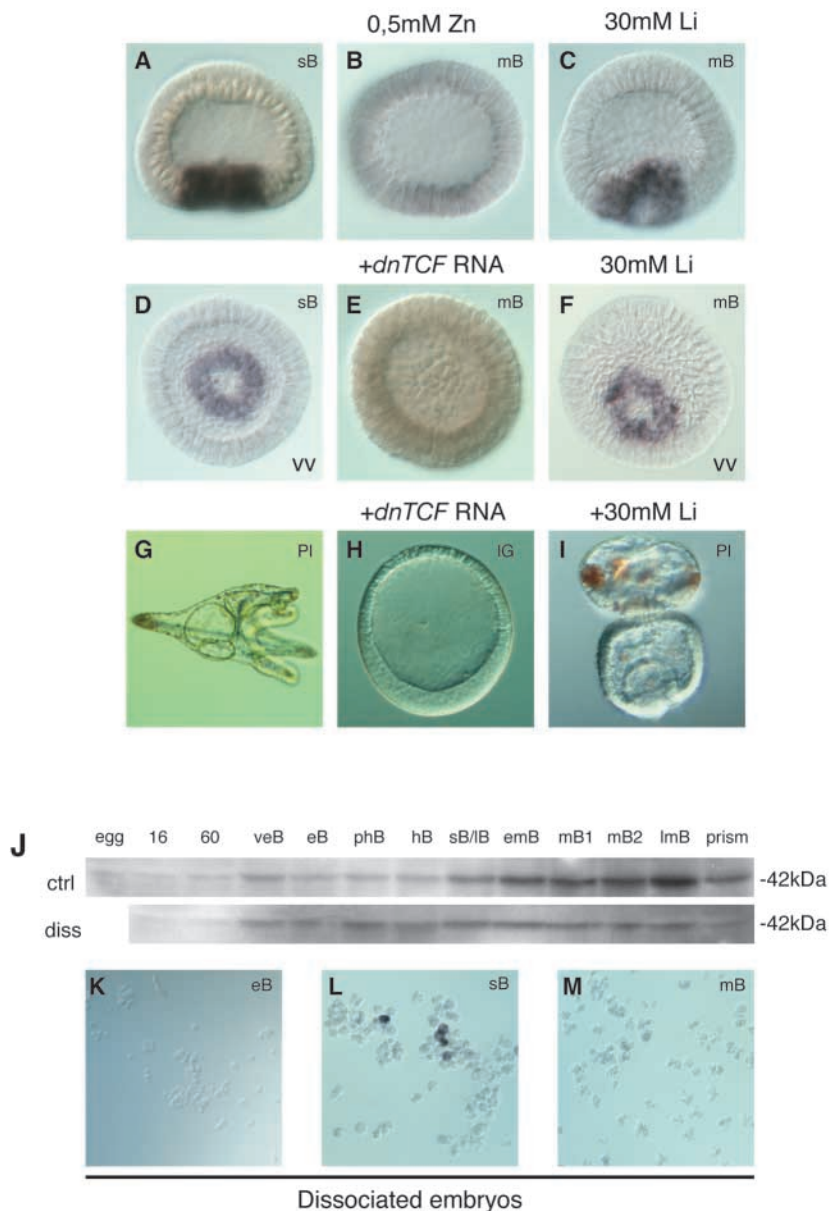 0,5mM Zn 30mM Li
A sB B mB C mB
+dnTCF RNA 30mM Li
D sB E mB F mB
VV VV
+dnTCF RNA +30mM Li
G Pl H lG I Pl
J egg 16 60 veB eB phB hB sB/lB emB mB1 mB2 lmB prism
ctrl -42kDa
diss -42kDa
K eB L sB M mB
Dissociated embryos